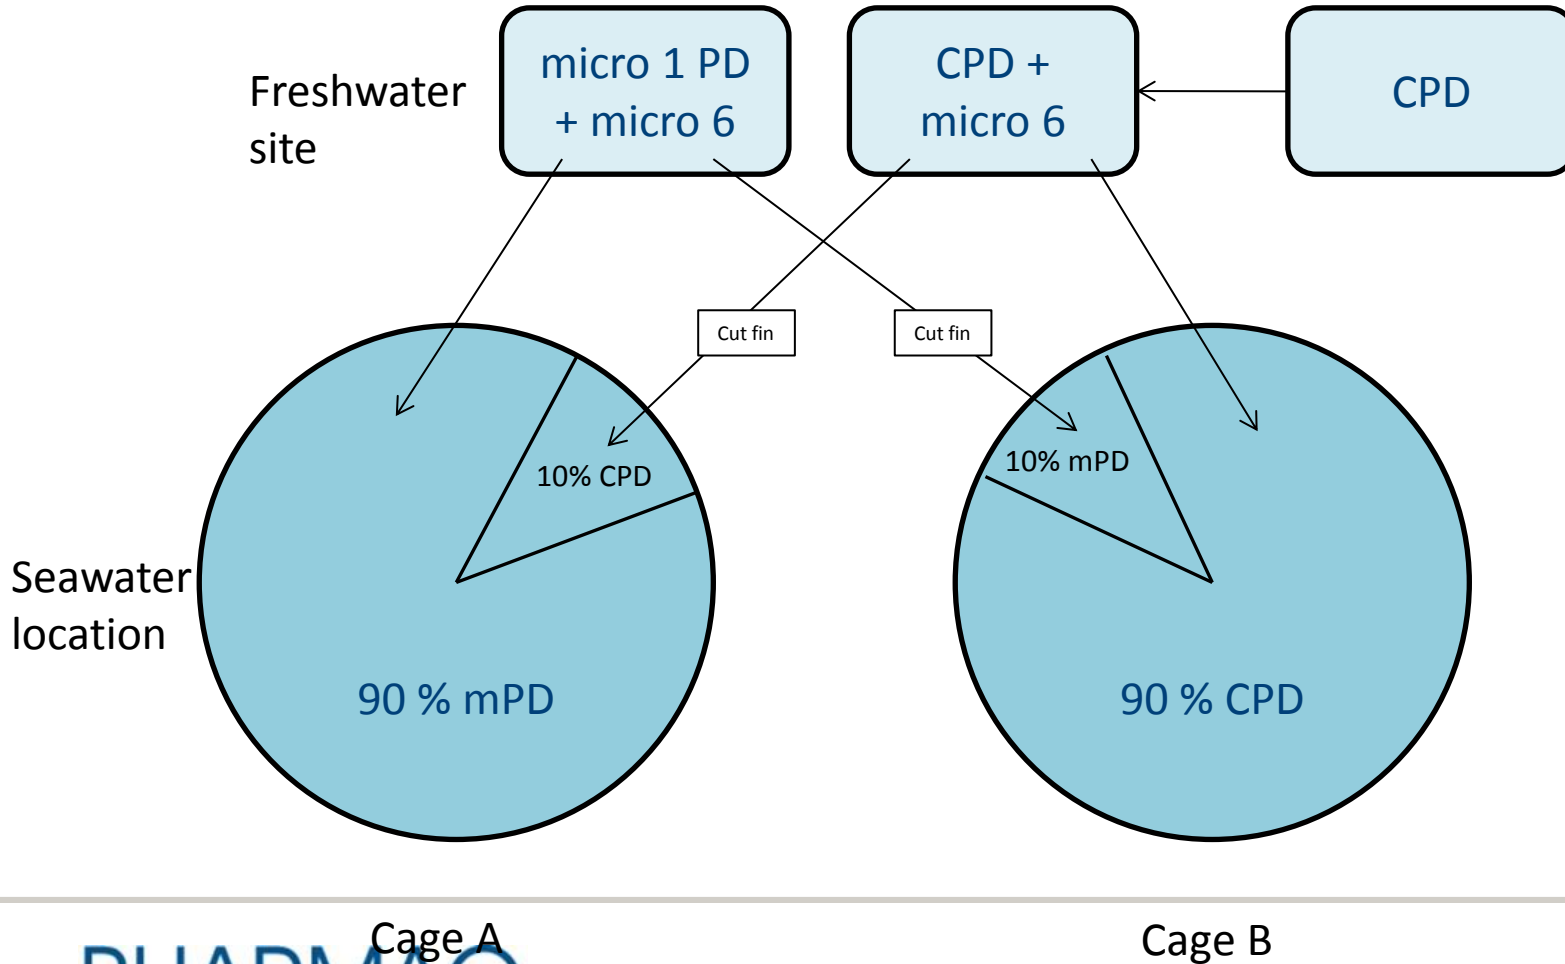 Freshwater
site
micro 1 PD
+ micro 6
CPD +
micro 6
CPD
Cut fin
Cut fin
10% CPD
10% mPD
Seawater
location
90 % mPD
90 % CPD
Cage A
Cage B
PHARMAQ